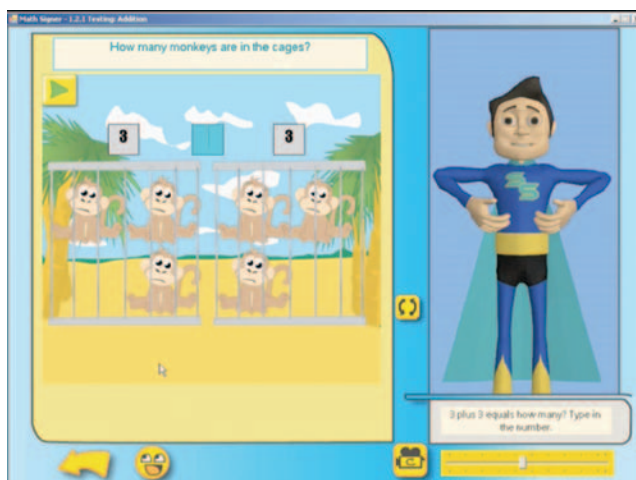 Math Signer - 1.2.1 Testing: Addition
How many monkeys are in the cages?
3
3
3 plus 3 equals how many? Type in
the number.